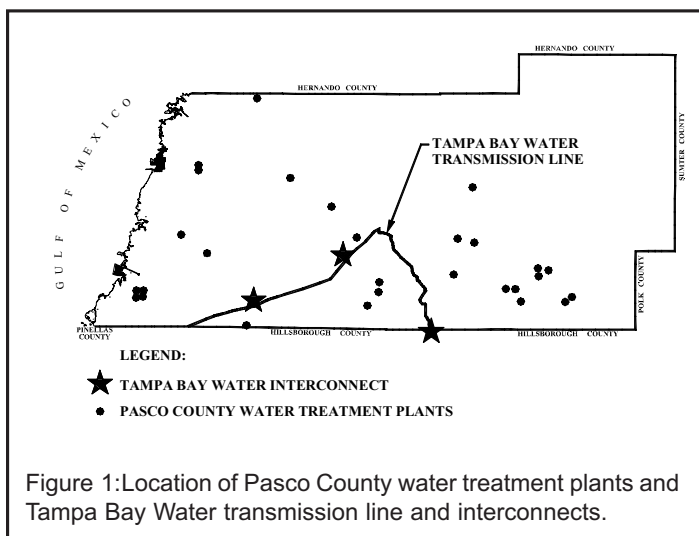 HERNANDO COUNTY
HERNANDO COUNTY
GULF OF MEXICO
TAMPA BAY WATER
TRANSMISSION LINE
SUMTER COUNTY
POLK COUNTY
PINELLAS
COUNTY
HILLSBOROUGH COUNTY
HILLSBOROUGH COUNTY
LEGEND:
TAMPA BAY WATER INTERCONNECT
PASCO COUNTY WATER TREATMENT PLANTS
Figure 1:Location of Pasco County water treatment plants and
Tampa Bay Water transmission line and interconnects.